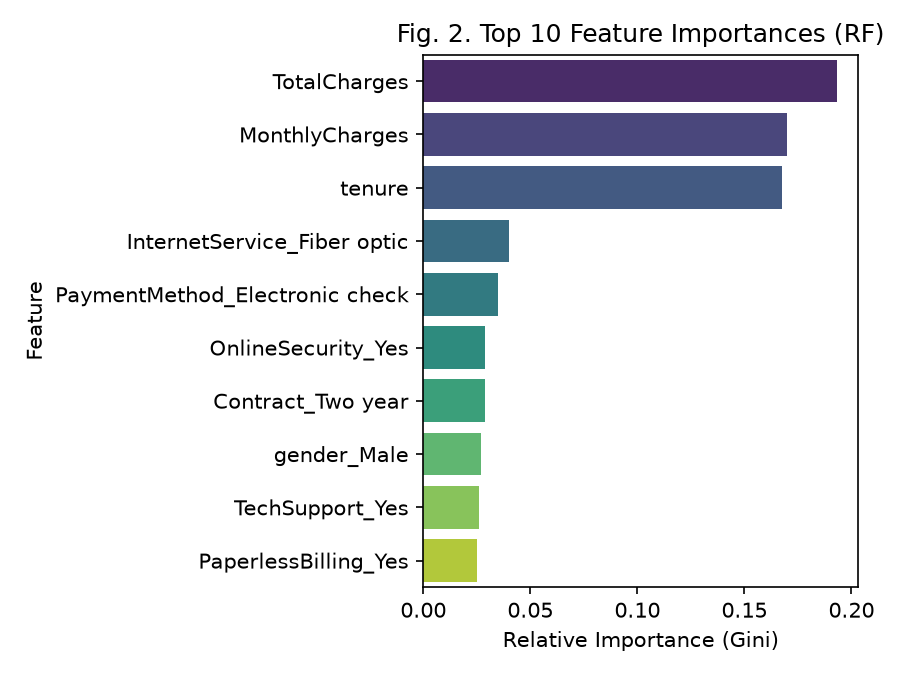 Fig. 2. Top 10 Feature Importances (RF)
TotalCharges
MonthlyCharges
tenure
InternetService_Fiber optic
PaymentMethod_Electronic check
OnlineSecurity_Yes
Contract_Two year
gender_Male
TechSupport_Yes
PaperlessBilling_Yes
Feature
0.00 0.05 0.10 0.15 0.20
Relative Importance (Gini)